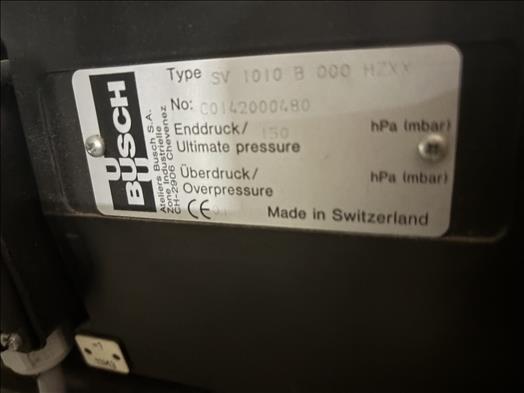 BUSCH
Ateliers Busch S.A.
Zone Industrielle
CH-2906 Chevenez
Type SV 1010 B 000 HZXX
No: C0142000480
Enddruck/ 150 hPa (mbar)
Ultimate pressure
Überdruck/ hPa (mbar)
Overpressure
CE
Made in Switzerland